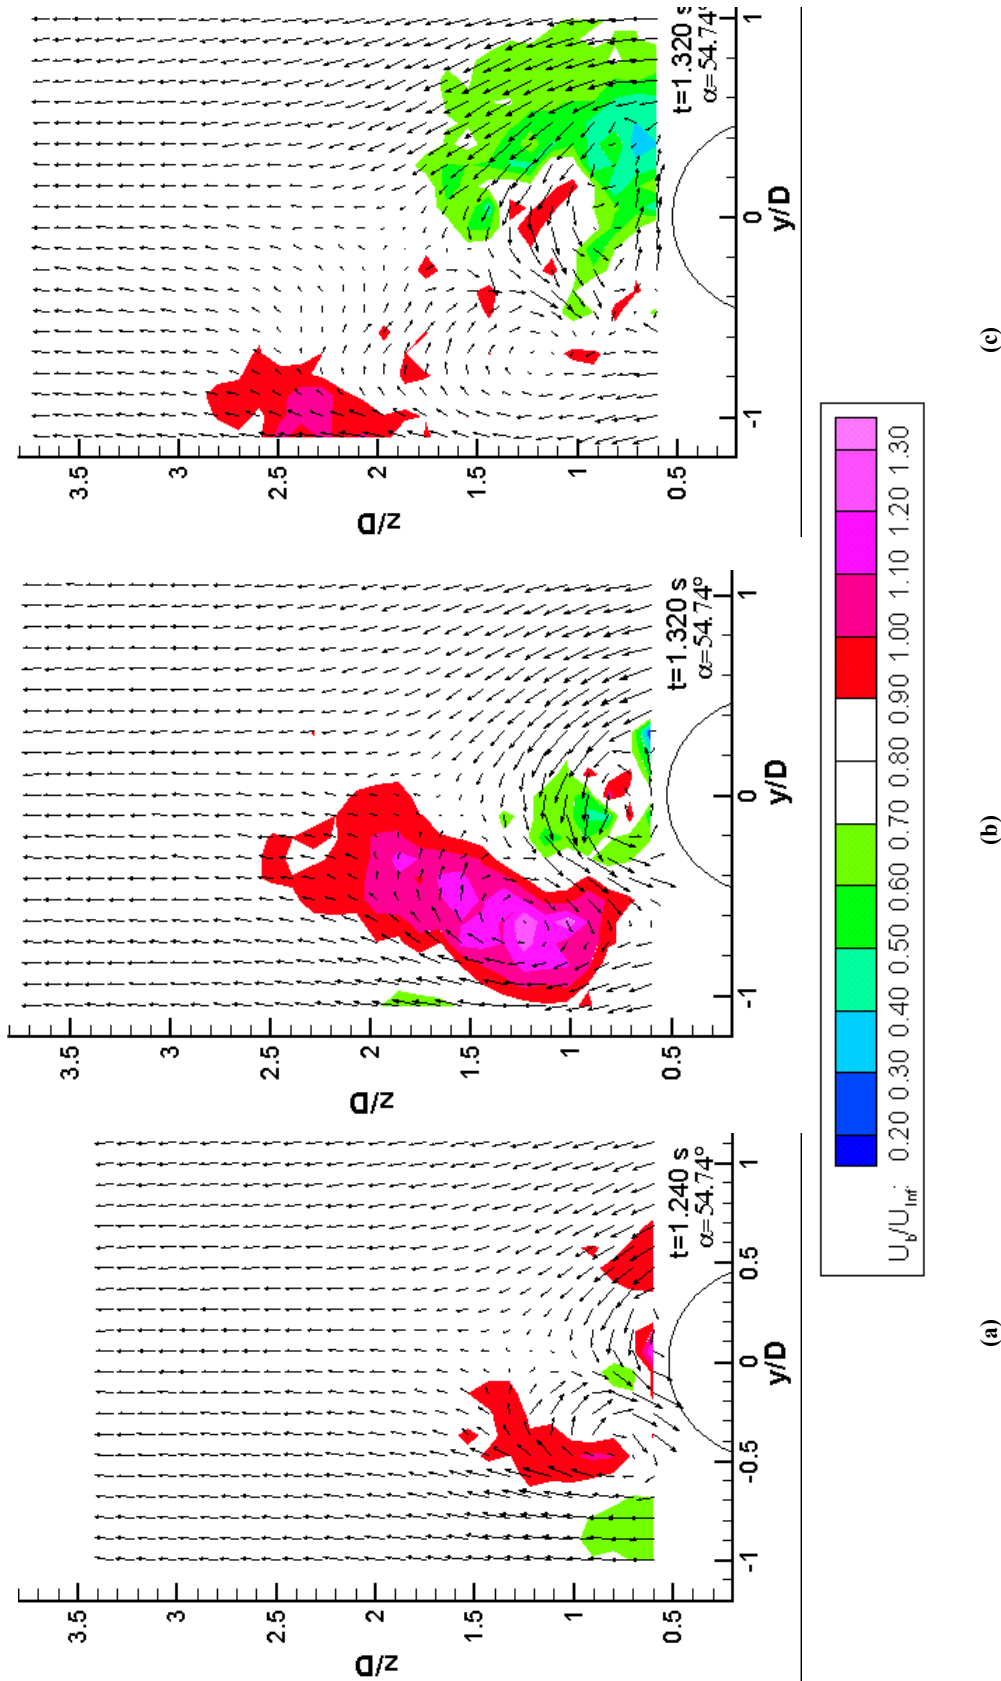 z/D
3.5
3
2.5
2
1.5
1
0.5
t=1.240 s
α=54.74°
-1 -0.5 0 0.5 1
y/D
(a)
z/D
3.5
3
2.5
2
1.5
1
0.5
t=1.320 s
α=54.74°
-1 0 1
y/D
(b)
z/D
3.5
3
2.5
2
1.5
1
0.5
t=1.320 s
α=54.74°
-1 0 1
y/D
(c)
U_b/U_Inf: 0.20 0.30 0.40 0.50 0.60 0.70 0.80 0.90 1.00 1.10 1.20 1.30